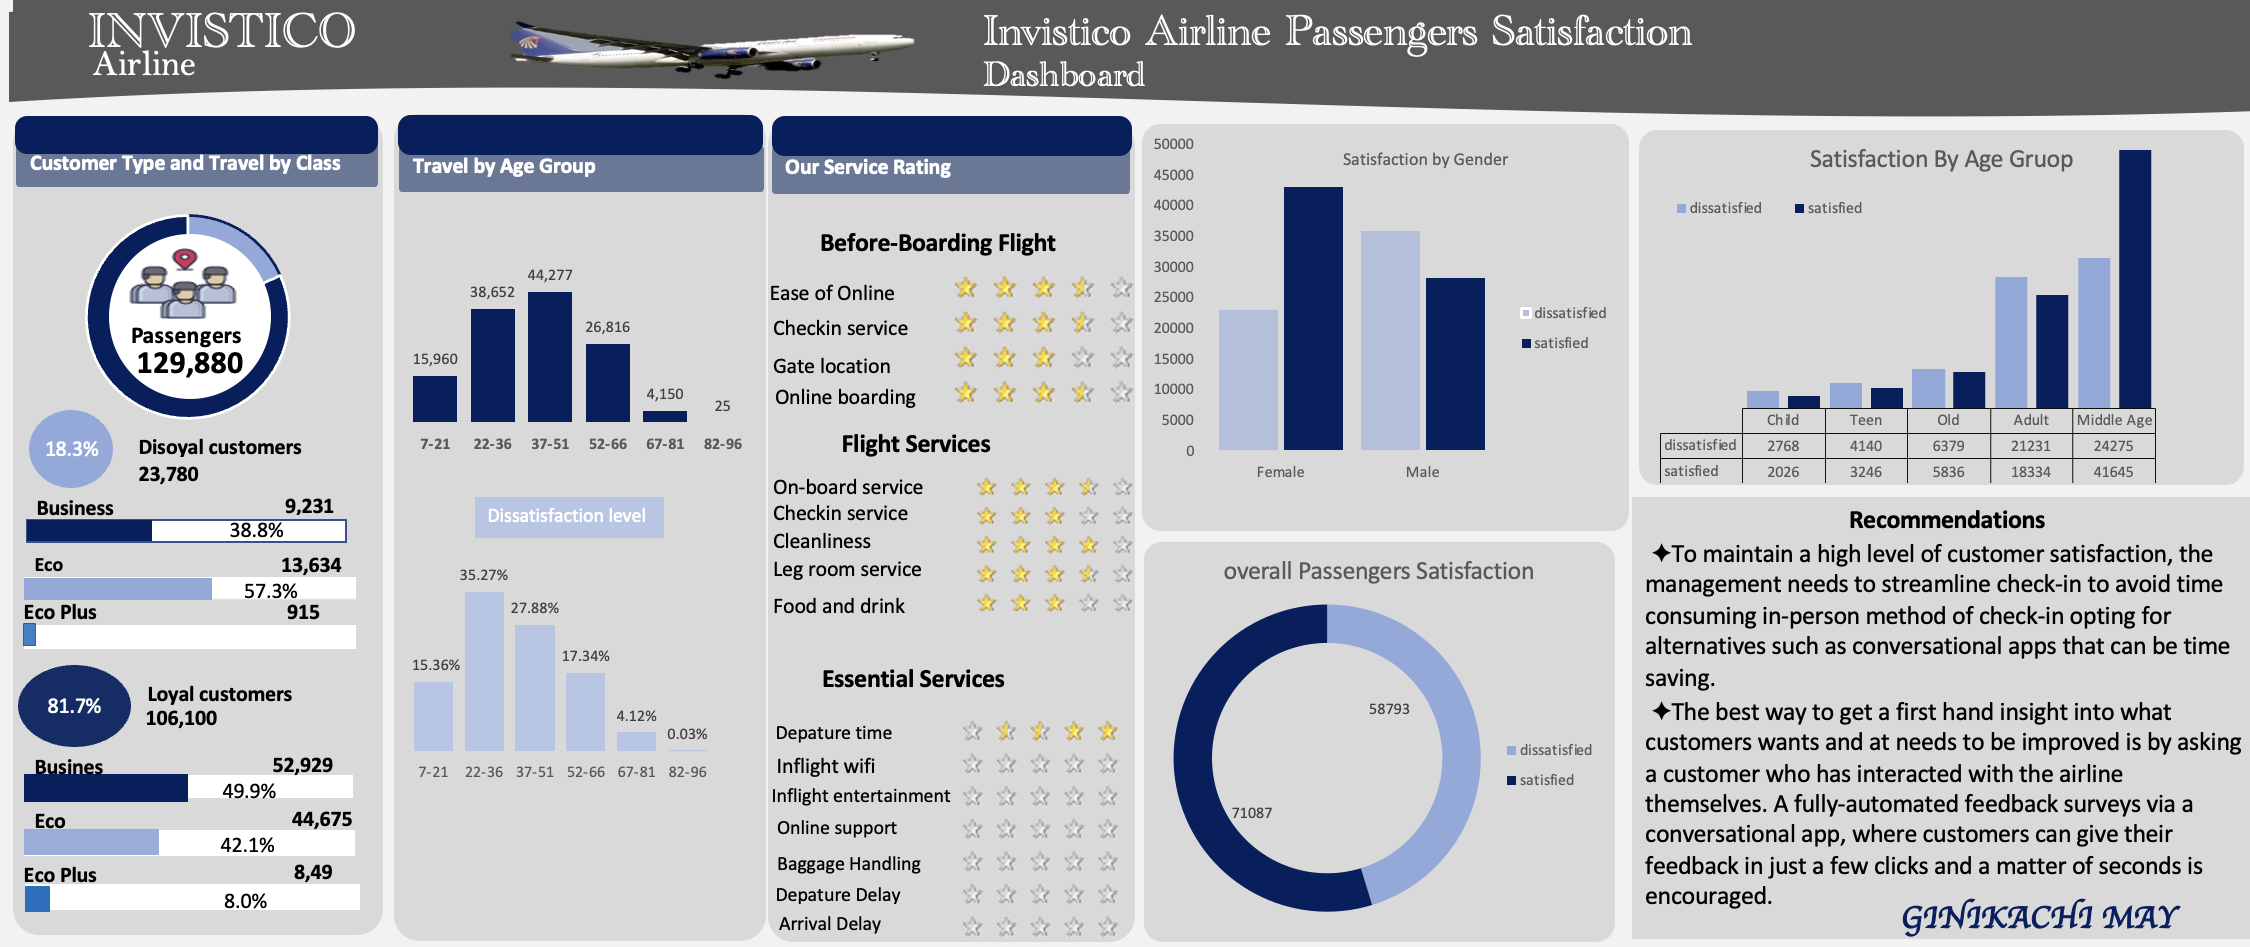 INVISTICO
Airline
Invistico Airline Passengers Satisfaction
Dashboard
Customer Type and Travel by Class
Passengers
129,880
18.3%
Disoyal customers
23,780
Business 9,231
38.8%
Eco 13,634
57.3%
Eco Plus 915
81.7%
Loyal customers
106,100
Busines 52,929
49.9%
Eco 44,675
42.1%
Eco Plus 8,49
8.0%
Travel by Age Group
44,277
38,652
26,816
15,960
4,150
25
7-21 22-36 37-51 52-66 67-81 82-96
Dissatisfaction level
35.27%
27.88%
17.34%
15.36%
4.12%
0.03%
7-21 22-36 37-51 52-66 67-81 82-96
Our Service Rating
Before-Boarding Flight
Ease of Online
Checkin service
Gate location
Online boarding
Flight Services
On-board service
Checkin service
Cleanliness
Leg room service
Food and drink
Essential Services
Depature time
Inflight wifi
Inflight entertainment
Online support
Baggage Handling
Depature Delay
Arrival Delay
Satisfaction by Gender
50000
45000
40000
35000
30000
25000
20000
15000
10000
5000
0
Female Male
dissatisfied
satisfied
overall Passengers Satisfaction
58793
71087
dissatisfied
satisfied
Satisfaction By Age Gruop
dissatisfied satisfied
Child Teen Old Adult Middle Age
dissatisfied 2768 4140 6379 21231 24275
satisfied 2026 3246 5836 18334 41645
Recommendations
✦To maintain a high level of customer satisfaction, the
management needs to streamline check-in to avoid time
consuming in-person method of check-in opting for
alternatives such as conversational apps that can be time
saving.
✦The best way to get a first hand insight into what
customers wants and at needs to be improved is by asking
a customer who has interacted with the airline
themselves. A fully-automated feedback surveys via a
conversational app, where customers can give their
feedback in just a few clicks and a matter of seconds is
encouraged.
GINIKACHI MAY